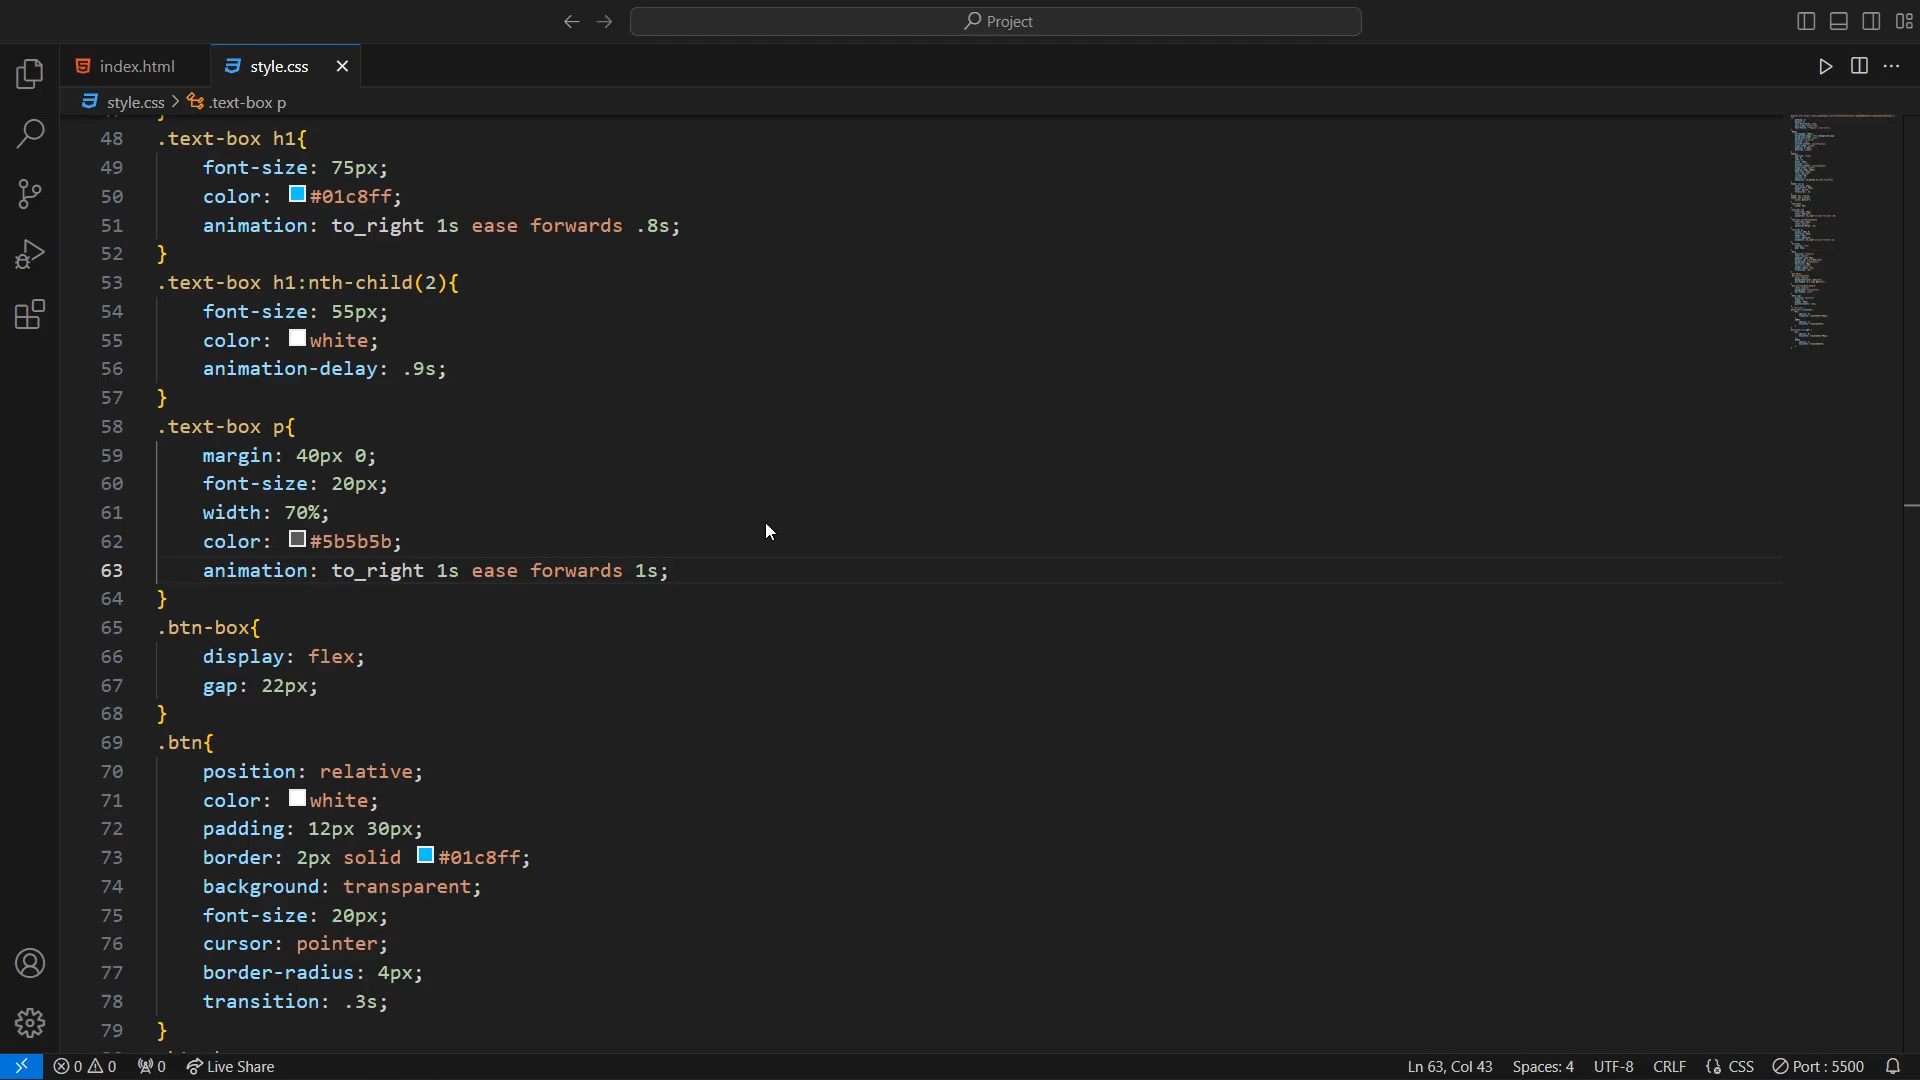 Project
index.html
style.css
style.css > .text-box p
48 .text-box h1{
49 font-size: 75px;
50 color: #01c8ff;
51 animation: to_right 1s ease forwards .8s;
52 }
53 .text-box h1:nth-child(2){
54 font-size: 55px;
55 color: white;
56 animation-delay: .9s;
57 }
58 .text-box p{
59 margin: 40px 0;
60 font-size: 20px;
61 width: 70%;
62 color: #5b5b5b;
63 animation: to_right 1s ease forwards 1s;
64 }
65 .btn-box{
66 display: flex;
67 gap: 22px;
68 }
69 .btn{
70 position: relative;
71 color: white;
72 padding: 12px 30px;
73 border: 2px solid #01c8ff;
74 background: transparent;
75 font-size: 20px;
76 cursor: pointer;
77 border-radius: 4px;
78 transition: .3s;
79 }
0 0 0 Live Share Ln 63, Col 43 Spaces: 4 UTF-8 CRLF {} CSS Port : 5500